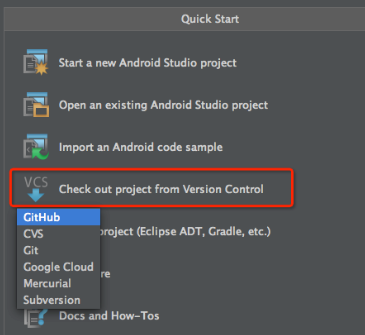 Quick Start
Start a new Android Studio project
Open an existing Android Studio project
Import an Android code sample
VCS Check out project from Version Control
GitHub
CVS
project (Eclipse ADT, Gradle, etc.)
Git
Google Cloud
Mercurial
Subversion
Docs and How-Tos